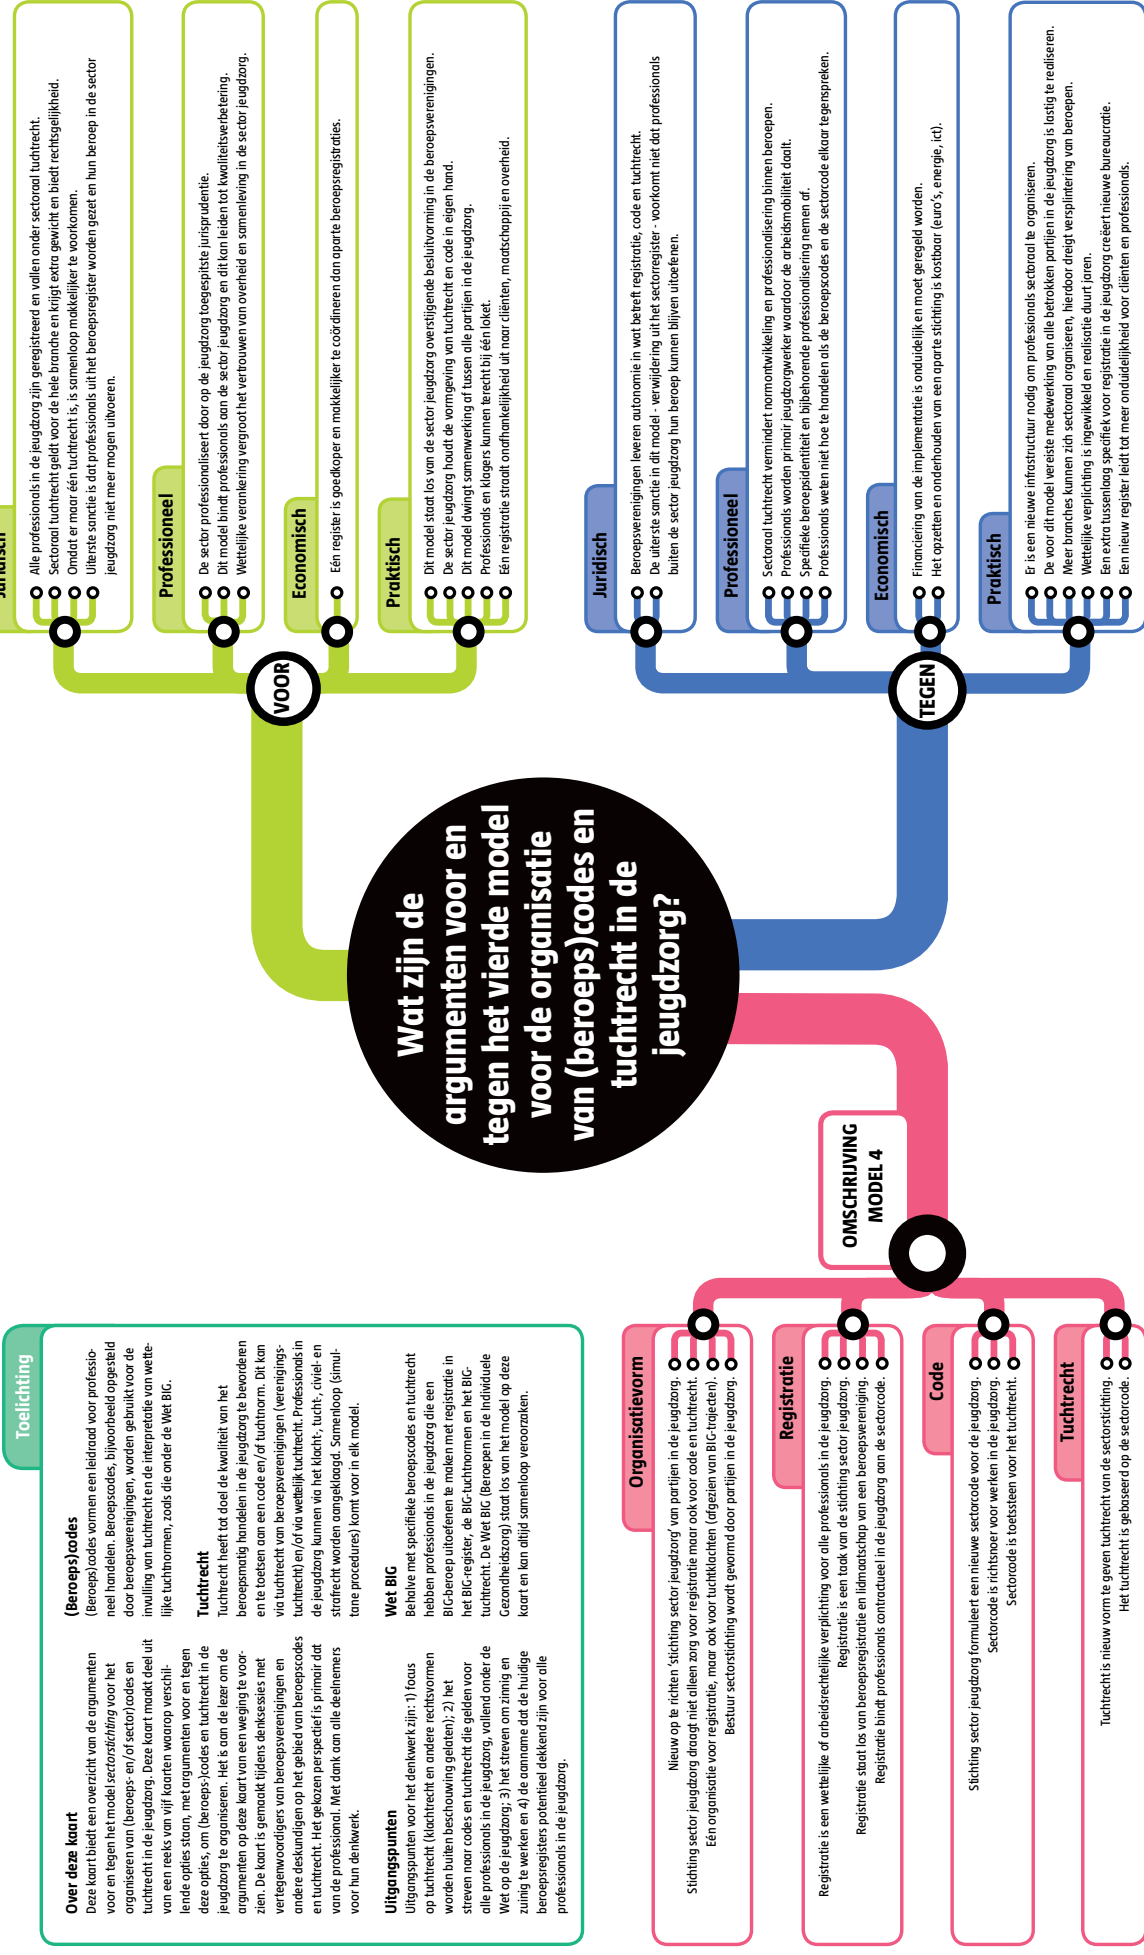 Toelichting
Over deze kaart
Deze kaart biedt een overzicht van de argumenten
voor en tegen het model sectorstichting voor het
organiseren van (beroeps- en/of sector)codes en
tuchtrecht in de jeugdzorg. Deze kaart maakt deel uit
van een reeks van vijf kaarten waarop verschil-
lende opties staan, met argumenten voor en tegen
deze opties, om (beroeps-)codes en tuchtrecht in de
jeugdzorg te organiseren. Het is aan de lezer om de
argumenten op deze kaart van een weging te voor-
zien. De kaart is gemaakt tijdens denksessies met
vertegenwoordigers van beroepsverenigingen en
andere deskundigen op het gebied van beroepscodes
en tuchtrecht. Het gekozen perspectief is primair dat
van de professional. Met dank aan alle deelnemers
voor hun denkwerk.
Uitgangspunten
Uitgangspunten voor het denkwerk zijn: 1) focus
op tuchtrecht (klachtrecht en andere rechtsvormen
worden buiten beschouwing gelaten); 2) het
streven naar codes en tuchtrecht die gelden voor
alle professionals in de jeugdzorg, vallend onder de
Wet op de jeugdzorg; 3) het streven om zinnig en
zuinig te werken en 4) de aanname dat de huidige
beroepsregisters potentieel dekkend zijn voor alle
professionals in de jeugdzorg.
(Beroeps)codes
(Beroeps)codes vormen een leidraad voor professio-
neel handelen. Beroepscodes, bijvoorbeeld opgesteld
door beroepsverenigingen, worden gebruikt voor de
invulling van tuchtrecht en de interpretatie van wette-
lijke tuchtnormen, zoals die onder de Wet BIG.
Tuchtrecht
Tuchtrecht heeft tot doel de kwaliteit van het
beroepsmatig handelen in de jeugdzorg te bevorderen
en te toetsen aan een code en/of tuchtnorm. Dit kan
via tuchtrecht van beroepsverenigingen (verenigings-
tuchtrecht) en/of via wettelijk tuchtrecht. Professionals in
de jeugdzorg kunnen via het klacht-, tucht-, civiel- en
strafrecht worden aangeklaagd. Samenloop (simul-
tane procedures) komt voor in elk model.
Wet BIG
Behalve met specifieke beroepscodes en tuchtrecht
hebben professionals in de jeugdzorg die een
BIG-beroep uitoefenen te maken met registratie in
het BIG-register, de BIG-tuchtnormen en het BIG-
tuchtrecht. De Wet BIG (Beroepen in de Individuele
Gezondheidszorg) staat los van het model op deze
kaart en kan altijd samenloop veroorzaken.
Wat zijn de
argumenten voor en
tegen het vierde model
voor de organisatie
van (beroeps)codes en
tuchtrecht in de
jeugdzorg?
VOOR
Juridisch
Alle professionals in de jeugdzorg zijn geregistreerd en vallen onder sectoraal tuchtrecht.
Sectoraal tuchtrecht geldt voor de hele branche en krijgt extra gewicht en biedt rechtsgelijkheid.
Omdat er maar één tuchtrecht is, is samenloop makkelijker te voorkomen.
Uiterste sanctie is dat professionals uit het beroepsregister worden gezet en hun beroep in de sector
jeugdzorg niet meer mogen uitvoeren.
Professioneel
De sector professionaliseert door op de jeugdzorg toegespitste jurisprudentie.
Dit model bindt professionals aan de sector jeugdzorg en dit kan leiden tot kwaliteitsverbetering.
Wettelijke verankering vergroot het vertrouwen van overheid en samenleving in de sector jeugdzorg.
Economisch
Eén register is goedkoper en makkelijker te coördineren dan aparte beroepsregistraties.
Praktisch
Dit model staat los van de sector jeugdzorg overstijgende besluitvorming in de beroepsverenigingen.
De sector jeugdzorg houdt de vormgeving van tuchtrecht en code in eigen hand.
Dit model dwingt samenwerking af tussen alle partijen in de jeugdzorg.
Professionals en klagers kunnen terecht bij één loket.
Eén registratie straalt onafhankelijkheid uit naar cliënten, maatschappij en overheid.
TEGEN
Juridisch
Beroepsverenigingen leveren autonomie in wat betreft registratie, code en tuchtrecht.
De uiterste sanctie in dit model - verwijdering uit het sectorregister - voorkomt niet dat professionals
buiten de sector jeugdzorg hun beroep kunnen blijven uitoefenen.
Professioneel
Sectoraal tuchtrecht vermindert normontwikkeling en professionalisering binnen beroepen.
Professionals worden primair jeugdzorgwerker waardoor de arbeidsmobiliteit daalt.
Specifieke beroepsidentiteit en bijbehorende professionalisering nemen af.
Professionals weten niet hoe te handelen als de beroepscodes en de sectorcode elkaar tegenspreken.
Economisch
Financiering van de implementatie is onduidelijk en moet geregeld worden.
Het opzetten en onderhouden van een aparte stichting is kostbaar (euro's, energie, ict).
Praktisch
Er is een nieuwe infrastructuur nodig om professionals sectoraal te organiseren.
De voor dit model vereiste medewerking van alle betrokken partijen in de jeugdzorg is lastig te realiseren.
Meer branches kunnen zich sectoraal organiseren, hierdoor dreigt versplintering van beroepen.
Wettelijke verplichting is ingewikkeld en realisatie duurt jaren.
Een extra tussenlaag specifiek voor registratie in de jeugdzorg creëert nieuwe bureaucratie.
Een nieuw register leidt tot meer onduidelijkheid voor cliënten en professionals.
OMSCHRIJVING
MODEL 4
Organisatievorm
Nieuw op te richten 'stichting sector jeugdzorg' van partijen in de jeugdzorg.
Stichting sector jeugdzorg draagt niet alleen zorg voor registratie maar ook voor code en tuchtrecht.
Eén organisatie voor registratie, maar ook voor tuchtklachten (afgezien van BIG-trajecten).
Bestuur sectorstichting wordt gevormd door partijen in de jeugdzorg.
Registratie
Registratie is een wettelijke of arbeidsrechtelijke verplichting voor alle professionals in de jeugdzorg.
Registratie is een taak van de stichting sector jeugdzorg.
Registratie staat los van beroepsregistratie en lidmaatschap van een beroepsvereniging.
Registratie bindt professionals contractueel in de jeugdzorg aan de sectorcode.
Code
Stichting sector jeugdzorg formuleert een nieuwe sectorcode voor de jeugdzorg.
Sectorcode is richtsnoer voor werken in de jeugdzorg.
Sectorcode is toetssteen voor het tuchtrecht.
Tuchtrecht
Tuchtrecht is nieuw vorm te geven tuchtrecht van de sectorstichting.
Het tuchtrecht is gebaseerd op de sectorcode.